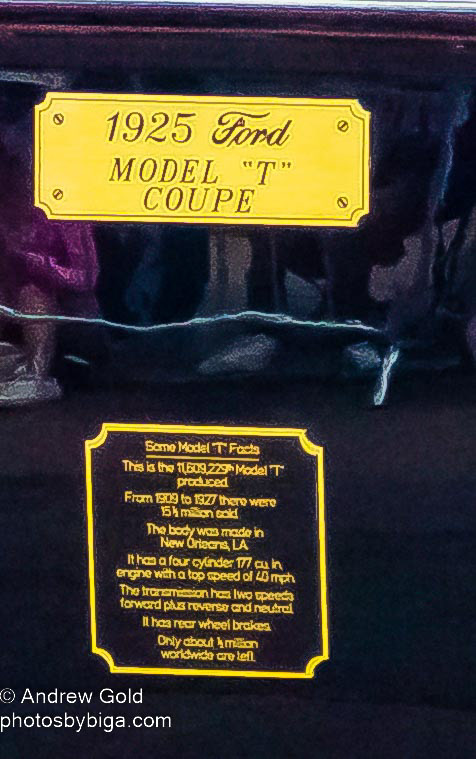 1925 Ford
MODEL "T"
COUPE
Some Model "T" Facts
This is the 11,609,229th Model "T"
produced.
From 1909 to 1927 there were
15 ½ million sold.
The body was made in
New Orleans, LA.
It has a four cylinder 177 cu. in.
engine with a top speed of 40 mph.
The transmission has two speeds
forward plus reverse and neutral.
It has rear wheel brakes.
Only about million
worldwide are left.
© Andrew Gold
photosbybiga.com